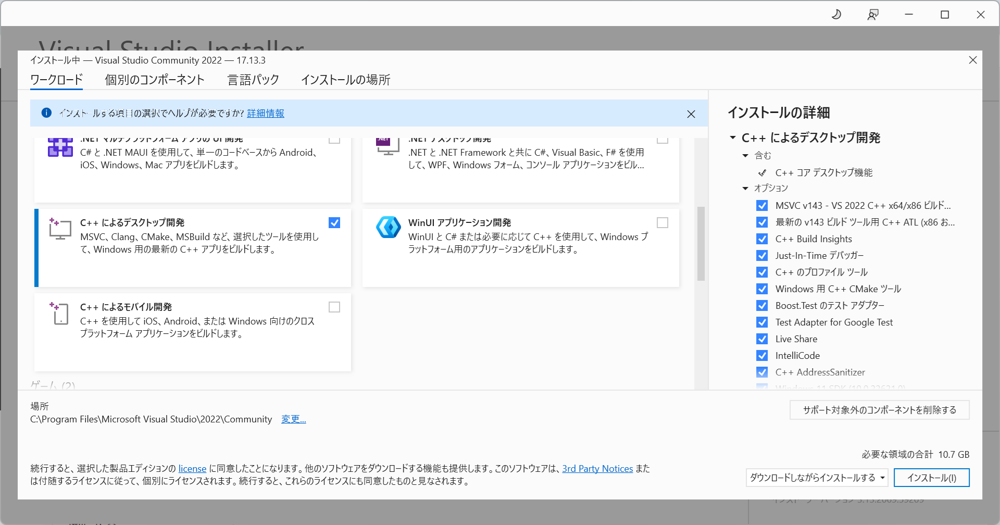 Visual Studio Installer
インストール中 — Visual Studio Community 2022 — 17.13.3
ワークロード 個別のコンポーネント 言語パック インストールの場所
インストールする項目の選択でヘルプが必要ですか? 詳細情報
.NET マルチプラットフォーム アプリの UI 開発
C# と .NET MAUI を使用して、単一のコードベースから Android、
iOS、Windows、Mac アプリをビルドします。
.NET
.NET デスクトップ開発
.NET と .NET Framework と共に C#、Visual Basic、F# を使用
して、WPF、Windows フォーム、コンソール アプリケーションをビル...
C++ によるデスクトップ開発
MSVC、Clang、CMake、MSBuild など、選択したツールを使用し
て、Windows 用の最新の C++ アプリをビルドします。
WinUI アプリケーション開発
WinUI と C# または必要に応じて C++ を使用して、Windows プ
ラットフォーム用のアプリケーションをビルドします。
C++ によるモバイル開発
C++ を使用して iOS、Android、または Windows 向けのクロス
プラットフォーム アプリケーションをビルドします。
ゲーム (2)
インストールの詳細
C++ によるデスクトップ開発
含む
C++ コア デスクトップ機能
オプション
MSVC v143 - VS 2022 C++ x64/x86 ビルド...
最新の v143 ビルド ツール用 C++ ATL (x86 お...
C++ Build Insights
Just-In-Time デバッガー
C++ のプロファイル ツール
Windows 用 C++ CMake ツール
Boost.Test のテスト アダプター
Test Adapter for Google Test
Live Share
IntelliCode
C++ AddressSanitizer
Windows 11 SDK (10.0.22621.0)
場所
C:\Program Files\Microsoft Visual Studio\2022\Community 変更...
サポート対象外のコンポーネントを削除する
必要な領域の合計 10.7 GB
続行すると、選択した製品エディションの license に同意したことになります。他のソフトウェアをダウンロードする機能も提供します。このソフトウェアは、3rd Party Notices また
は付随するライセンスに従って、個別にライセンスされます。続行すると、これらのライセンスにも同意したものと見なされます。
ダウンロードしながらインストールする インストール(I)